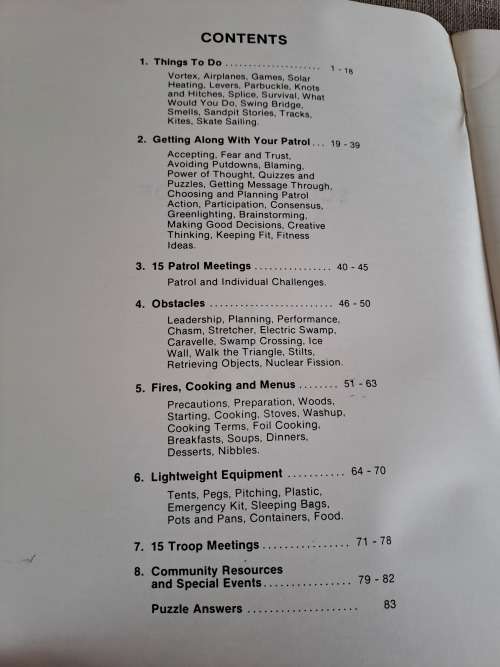 CONTENTS
1. Things To Do ..................... 1 - 18
Vortex, Airplanes, Games, Solar
Heating, Levers, Parbuckle, Knots
and Hitches, Splice, Survival, What
Would You Do, Swing Bridge,
Smells, Sandpit Stories, Tracks,
Kites, Skate Sailing.
2. Getting Along With Your Patrol ... 19 - 39
Accepting, Fear and Trust,
Avoiding Putdowns, Blaming,
Power of Thought, Quizzes and
Puzzles, Getting Message Through,
Choosing and Planning Patrol
Action, Participation, Consensus,
Greenlighting, Brainstorming,
Making Good Decisions, Creative
Thinking, Keeping Fit, Fitness
Ideas.
3. 15 Patrol Meetings ................ 40 - 45
Patrol and Individual Challenges.
4. Obstacles ......................... 46 - 50
Leadership, Planning, Performance,
Chasm, Stretcher, Electric Swamp,
Caravelle, Swamp Crossing, Ice
Wall, Walk the Triangle, Stilts,
Retrieving Objects, Nuclear Fission.
5. Fires, Cooking and Menus ........ 51 - 63
Precautions, Preparation, Woods,
Starting, Cooking, Stoves, Washup,
Cooking Terms, Foil Cooking,
Breakfasts, Soups, Dinners,
Desserts, Nibbles.
6. Lightweight Equipment ........... 64 - 70
Tents, Pegs, Pitching, Plastic,
Emergency Kit, Sleeping Bags,
Pots and Pans, Containers, Food.
7. 15 Troop Meetings ................ 71 - 78
8. Community Resources
and Special Events ................ 79 - 82
Puzzle Answers .................... 83